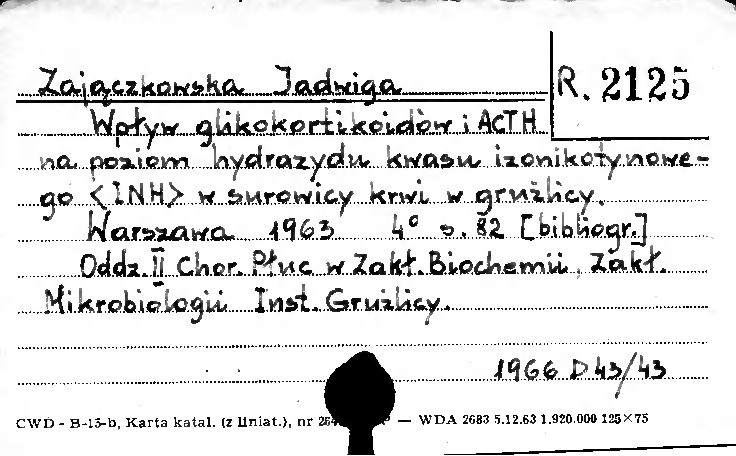 Zajączkowska Jadwiga
R. 2125
Wpływ glikokortikoidów i ACTH
na poziom hydrazydu kwasu izonikotynowe-
go <INH> w surowicy krwi w gruźlicy.
Warszawa 1963 4° s. 82 [bibliogr.]
Oddz. II Chor. Płuc w Zakł. Biochemii, Zakł.
Mikrobiologii Inst. Gruźlicy.
1966 D 43/43
CWD - B-15-b, Karta katal. (z liniat.), nr — WDA 2683 5.12.63 1.920.000 125×75